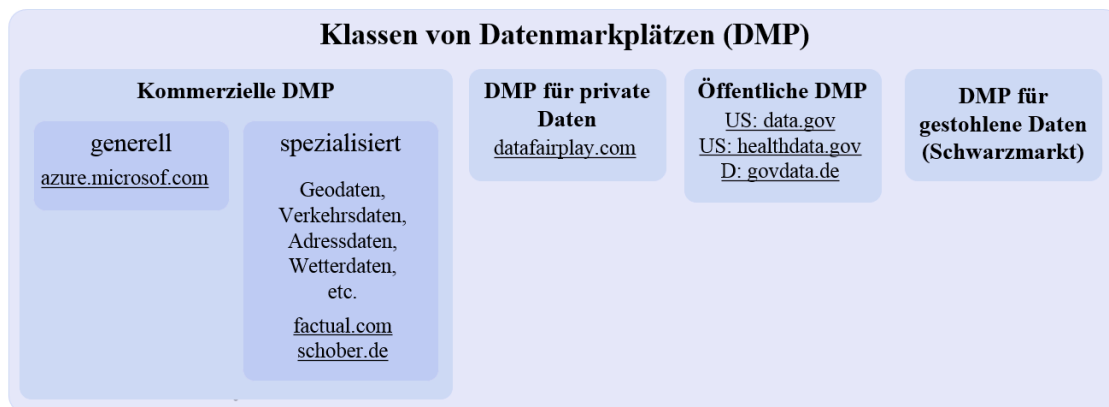 Klassen von Datenmarkplätzen (DMP)
Kommerzielle DMP
generell
azure.microsof.com
spezialisiert
Geodaten,
Verkehrsdaten,
Adressdaten,
Wetterdaten,
etc.
factual.com
schober.de
DMP für private
Daten
datafairplay.com
Öffentliche DMP
US: data.gov
US: healthdata.gov
D: govdata.de
DMP für
gestohlene Daten
(Schwarzmarkt)